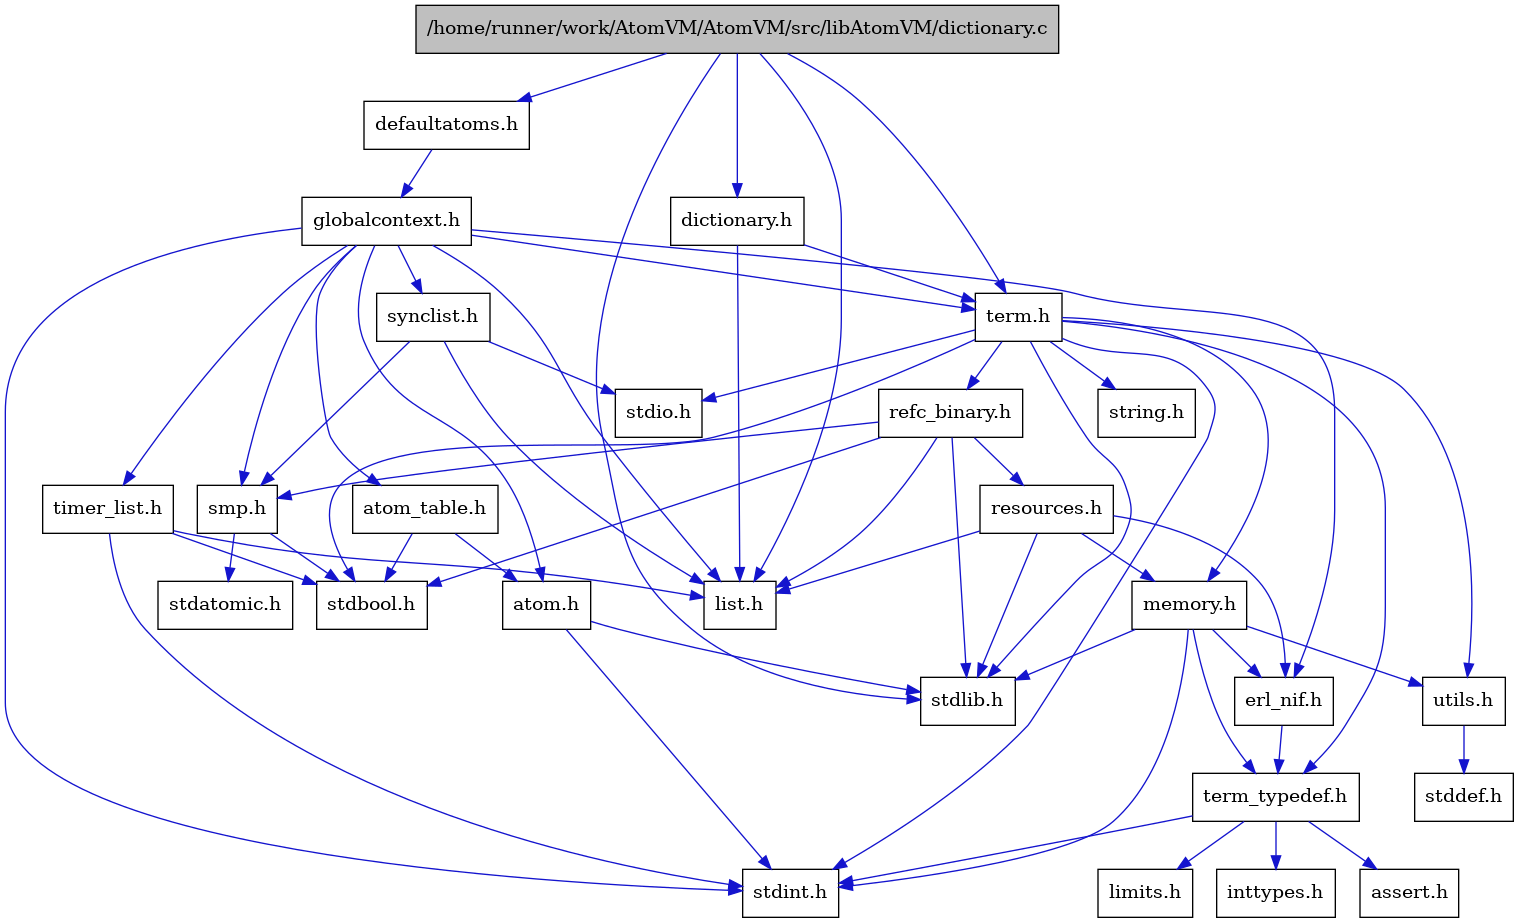 /home/runner/work/AtomVM/AtomVM/src/libAtomVM/dictionary.c
defaultatoms.h
globalcontext.h
dictionary.h
synclist.h
term.h
stdio.h
refc_binary.h
string.h
timer_list.h
smp.h
atom_table.h
resources.h
stdatomic.h
stdbool.h
atom.h
list.h
memory.h
stdlib.h
erl_nif.h
utils.h
term_typedef.h
stddef.h
stdint.h
limits.h
inttypes.h
assert.h